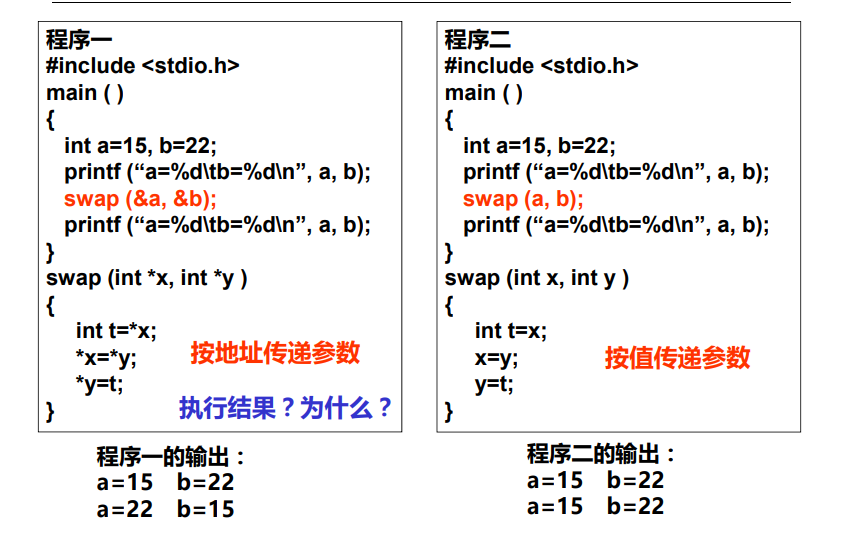 程序一
#include <stdio.h>
main ( )
{
int a=15, b=22;
printf (“a=%d\tb=%d\n”, a, b);
swap (&a, &b);
printf (“a=%d\tb=%d\n”, a, b);
}
swap (int *x, int *y )
{
int t=*x;
*x=*y;
*y=t;
}
按地址传递参数
执行结果？为什么？
程序一的输出：
a=15 b=22
a=22 b=15
程序二
#include <stdio.h>
main ( )
{
int a=15, b=22;
printf (“a=%d\tb=%d\n”, a, b);
swap (a, b);
printf (“a=%d\tb=%d\n”, a, b);
}
swap (int x, int y )
{
int t=x;
x=y;
y=t;
}
按值传递参数
程序二的输出：
a=15 b=22
a=15 b=22